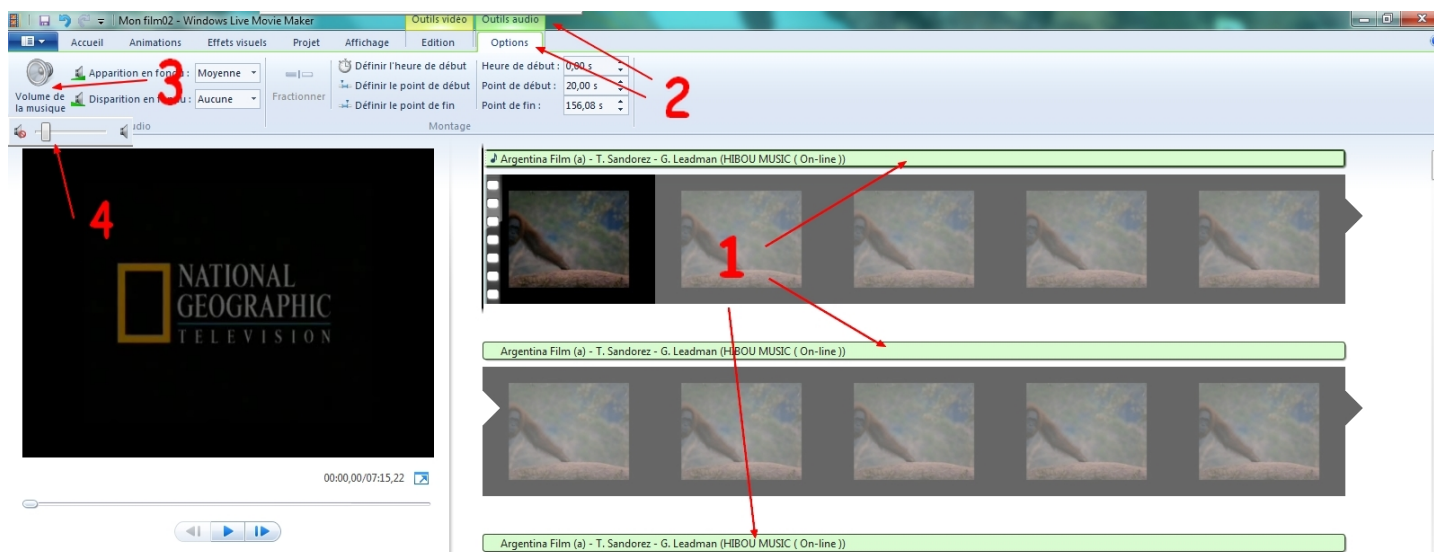 Mon film02 - Windows Live Movie Maker
Outils vidéo
Outils audio
Accueil
Animations
Effets visuels
Projet
Affichage
Edition
Options
Volume de la musique
Apparition en fondu : Moyenne
Disparition en fondu : Aucune
3
Fractionner
Définir l'heure de début
Définir le point de début
Définir le point de fin
Heure de début : 0,00 s
Point de début : 20,00 s
Point de fin : 156,08 s
2
Montage
4
NATIONAL
GEOGRAPHIC
TELEVISION
00:00,00/07:15,22
Argentina Film (a) - T. Sandorez - G. Leadman (HIBOU MUSIC ( On-line ))
1
Argentina Film (a) - T. Sandorez - G. Leadman (HIBOU MUSIC ( On-line ))
Argentina Film (a) - T. Sandorez - G. Leadman (HIBOU MUSIC ( On-line ))